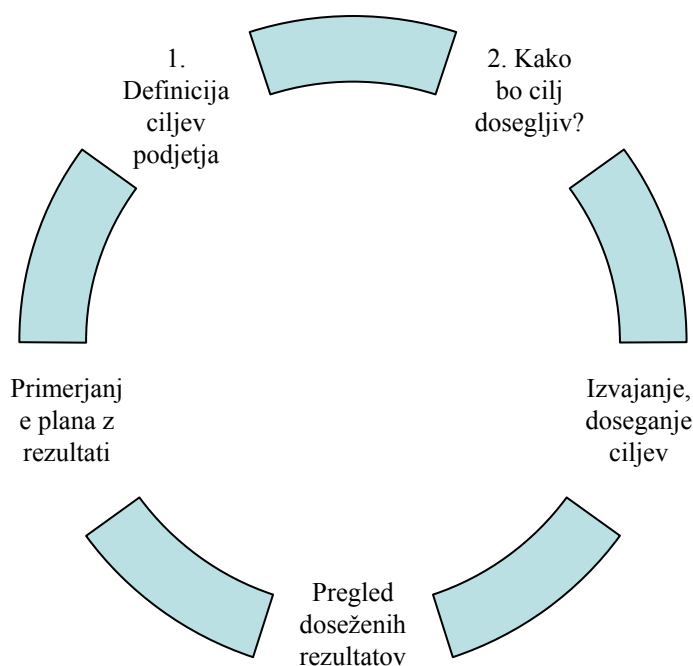 1.
Definicija
ciljev
podjetja
2. Kako
bo cilj
dosegljiv?
Izvajanje,
doseganje
ciljev
Pregled
doseženih
rezultatov
Primerjanj
e plana z
rezultati